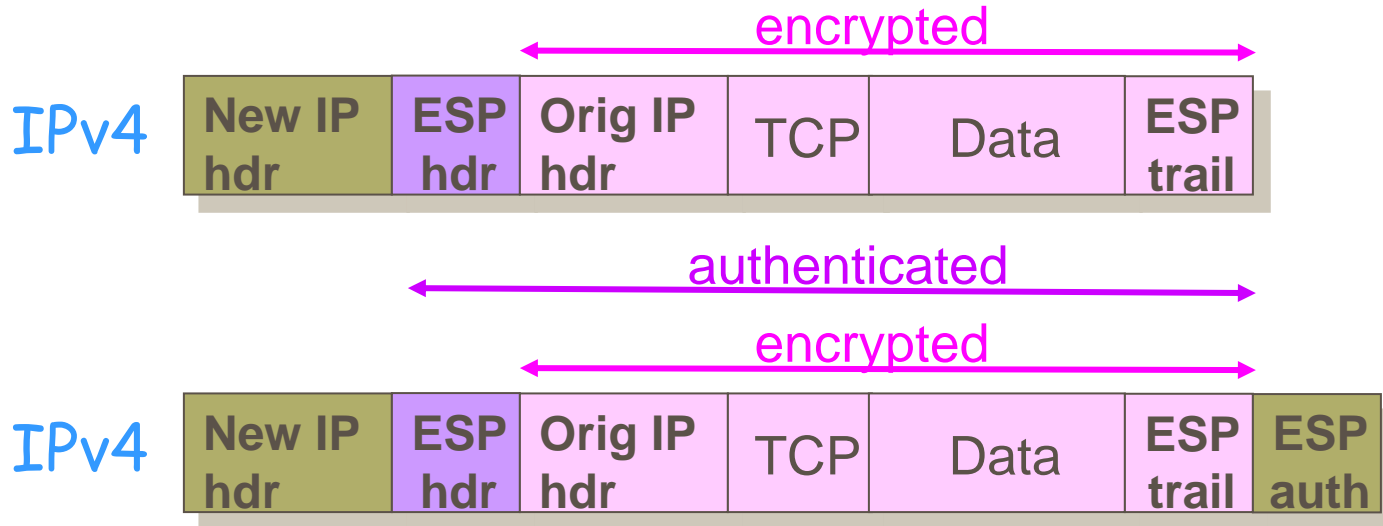 encrypted
IPv4 New IP hdr ESP hdr Orig IP hdr TCP Data ESP trail
authenticated
encrypted
IPv4 New IP hdr ESP hdr Orig IP hdr TCP Data ESP trail ESP auth